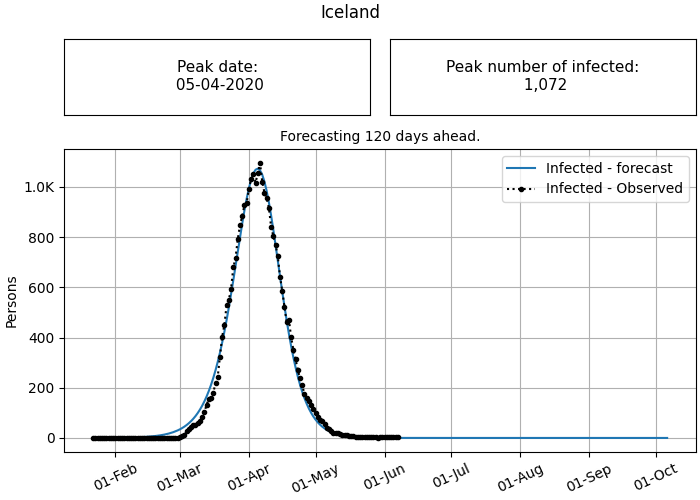 Iceland
Peak date:
05-04-2020
Peak number of infected:
1,072
Forecasting 120 days ahead.
Infected - forecast
Infected - Observed
Persons
1.0K
800
600
400
200
0
01-Feb
01-Mar
01-Apr
01-May
01-Jun
01-Jul
01-Aug
01-Sep
01-Oct